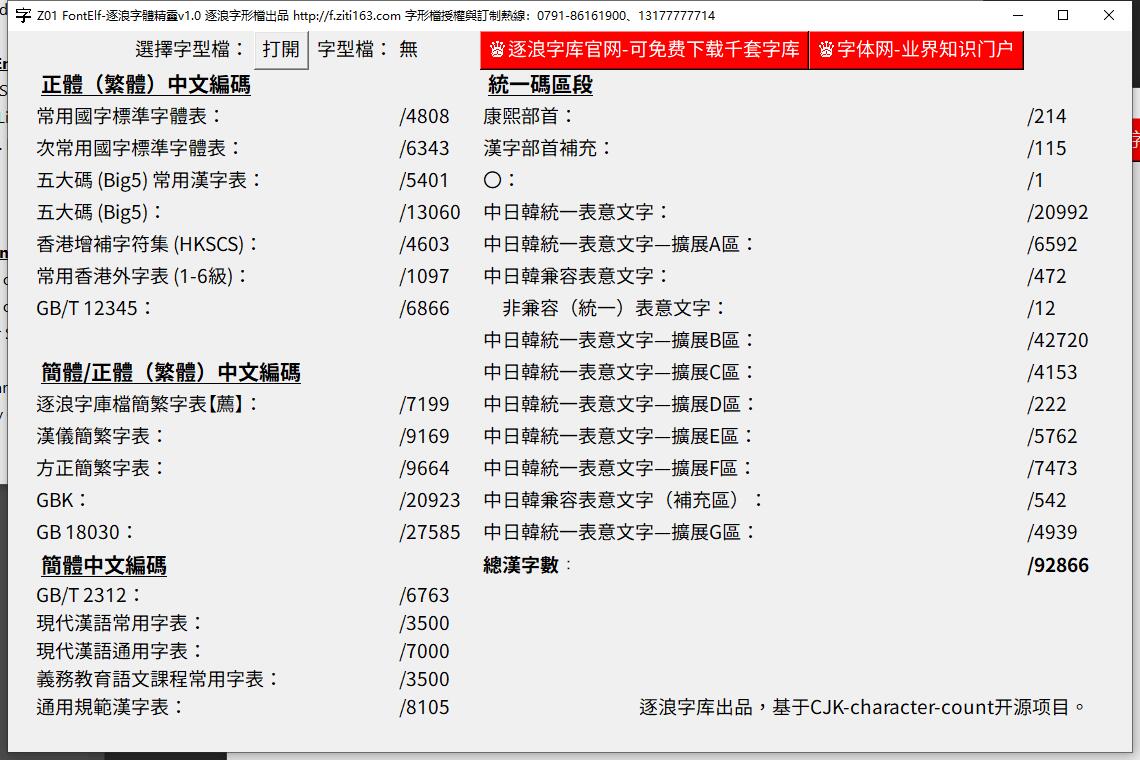 字 Z01 FontElf-逐浪字體精靈v1.0 逐浪字形檔出品 http://f.ziti163.com 字形檔授權與訂制熱線：0791-86161900、13177777714
選擇字型檔： 打開 字型檔： 無 逐浪字库官网-可免费下载千套字库 字体网-业界知识门户
正體（繁體）中文編碼
常用國字標準字體表： /4808
次常用國字標準字體表： /6343
五大碼 (Big5) 常用漢字表： /5401
五大碼 (Big5)： /13060
香港增補字符集 (HKSCS)： /4603
常用香港外字表 (1-6級)： /1097
GB/T 12345： /6866
簡體/正體（繁體）中文編碼
逐浪字庫檔簡繁字表【薦】： /7199
漢儀簡繁字表： /9169
方正簡繁字表： /9664
GBK： /20923
GB 18030： /27585
簡體中文編碼
GB/T 2312： /6763
現代漢語常用字表： /3500
現代漢語通用字表： /7000
義務教育語文課程常用字表： /3500
通用規範漢字表： /8105
統一碼區段
康熙部首： /214
漢字部首補充： /115
〇： /1
中日韓統一表意文字： /20992
中日韓統一表意文字—擴展A區： /6592
中日韓兼容表意文字： /472
非兼容（統一）表意文字： /12
中日韓統一表意文字—擴展B區： /42720
中日韓統一表意文字—擴展C區： /4153
中日韓統一表意文字—擴展D區： /222
中日韓統一表意文字—擴展E區： /5762
中日韓統一表意文字—擴展F區： /7473
中日韓兼容表意文字（補充區）： /542
中日韓統一表意文字—擴展G區： /4939
總漢字數： /92866
逐浪字库出品，基于CJK-character-count开源项目。